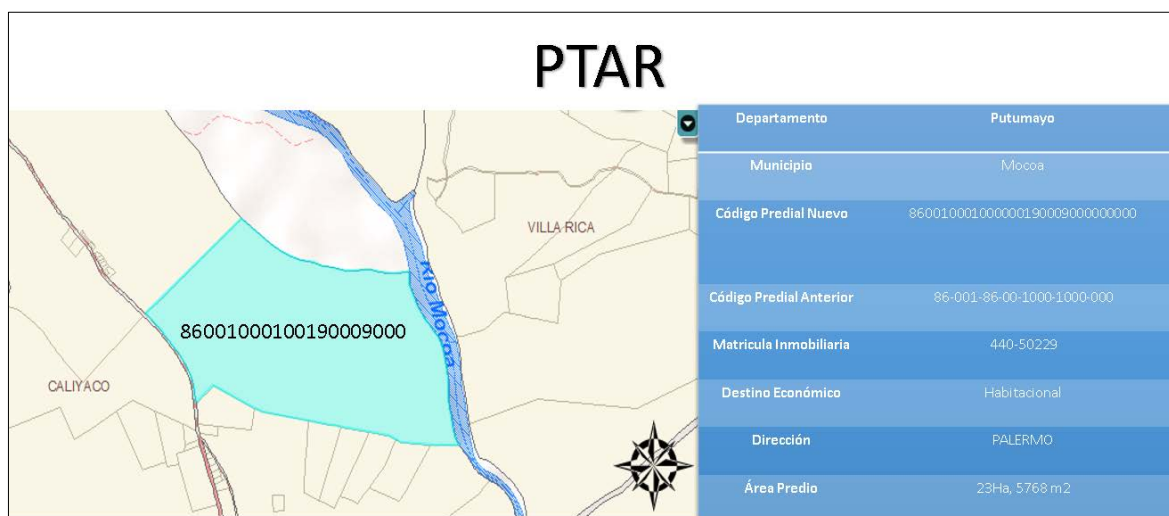 PTAR
VILLA RICA
Río Mocoa
86001000100190009000
CALIYACO
Departamento Putumayo
Municipio Mocoa
Código Predial Nuevo 860010001000000190009000000000
Código Predial Anterior 86-001-86-00-1000-1000-000
Matricula Inmobiliaria 440-50229
Destino Económico Habitacional
Dirección PALERMO
Área Predio 23Ha, 5768 m2